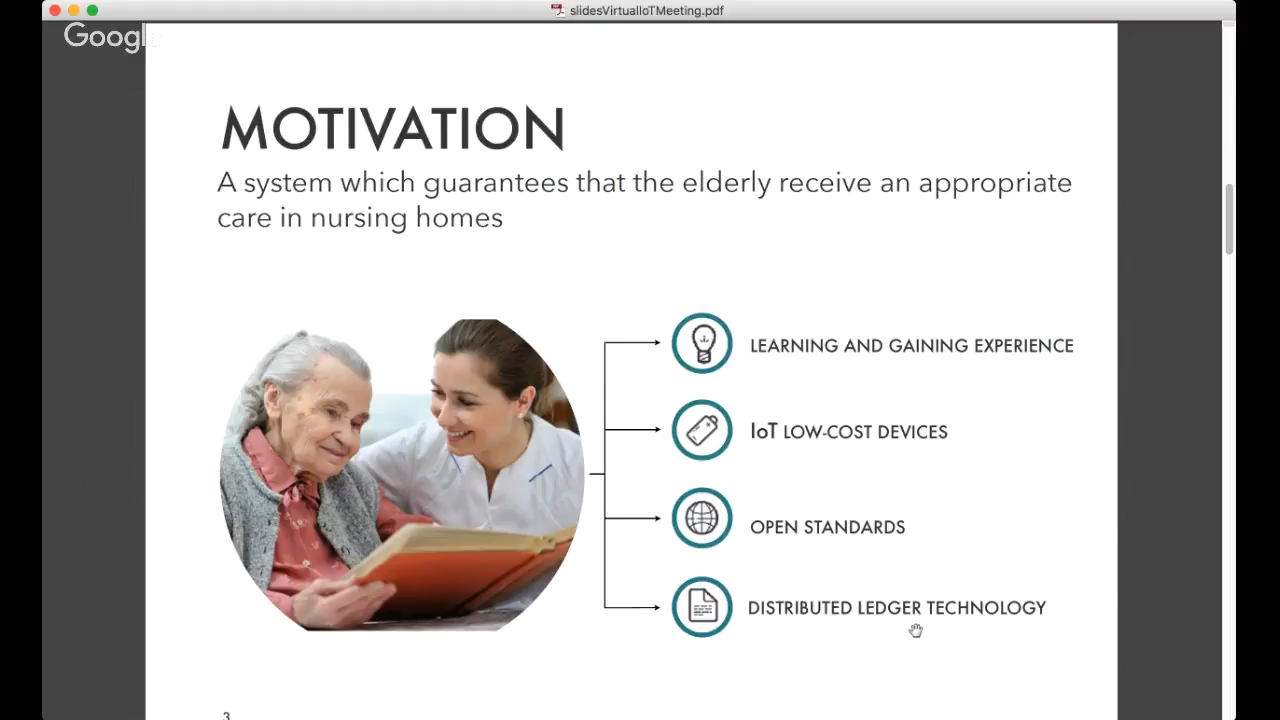 slidesVirtualIoTMeeting.pdf
Google
MOTIVATION
A system which guarantees that the elderly receive an appropriate
care in nursing homes
LEARNING AND GAINING EXPERIENCE
IoT LOW-COST DEVICES
OPEN STANDARDS
DISTRIBUTED LEDGER TECHNOLOGY
3